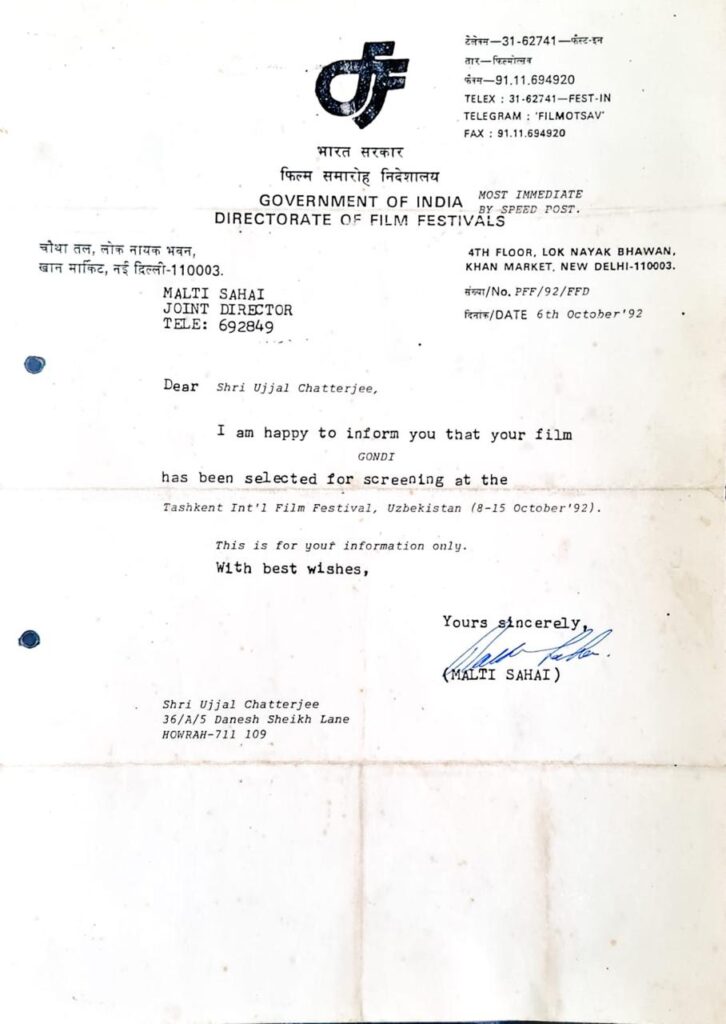 टेलेक्स—31-62741—फॅस्ट-इन
तार—फिल्मोत्सव
फॅक्स—91.11.694920
TELEX : 31-62741—FEST-IN
TELEGRAM : 'FILMOTSAV'
FAX : 91.11.694920
भारत सरकार
फिल्म समारोह निदेशालय
GOVERNMENT OF INDIA
DIRECTORATE OF FILM FESTIVALS
MOST IMMEDIATE
BY SPEED POST.
चौथा तल, लोक नायक भवन,
खान मार्किट, नई दिल्ली-110003.
4TH FLOOR, LOK NAYAK BHAWAN,
KHAN MARKET, NEW DELHI-110003.
MALTI SAHAI
JOINT DIRECTOR
TELE: 692849
संख्या/No. PFF/92/FFD
दिनांक/DATE 6th October'92
Dear Shri Ujjal Chatterjee,
I am happy to inform you that your film
GONDI
has been selected for screening at the
Tashkent Int'l Film Festival, Uzbekistan (8-15 October'92).
This is for your information only.
With best wishes,
Yours sincerely,
(MALTI SAHAI)
Shri Ujjal Chatterjee
36/A/5 Danesh Sheikh Lane
HOWRAH-711 109